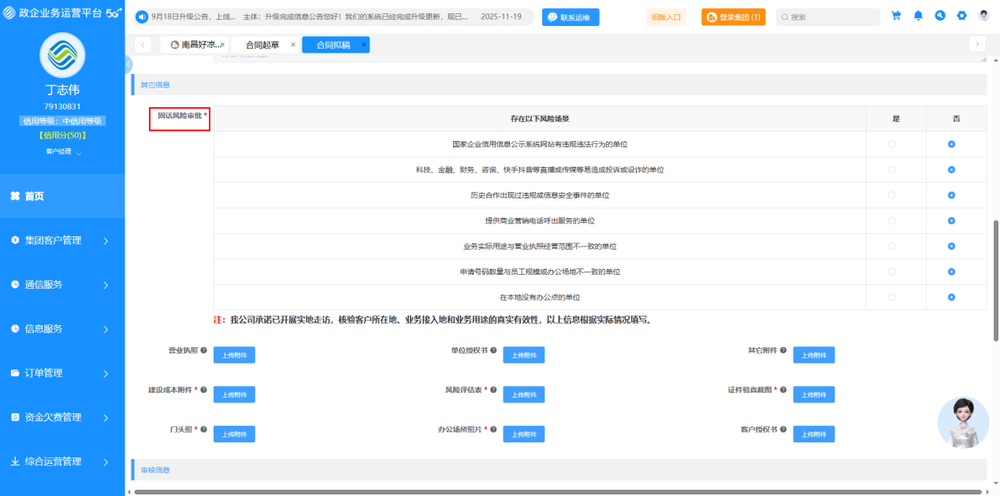 政企业务运营平台 5G+
9月18日升级公告，上线... 主体：升级完成信息公告您好！我们的系统已经完成升级更新，现已... 2025-11-19
联系运维
旧版入口
登录集团 (1)
搜索
丁志伟
79130831
信用等级：中信用等级
【信用分(50)】
客户经理
首页
集团客户管理
通信服务
信息服务
订单管理
资金欠费管理
综合运营管理
南昌好凉...×
合同起草 ×
合同拟稿 ×
其它信息
固话风险审批 *
存在以下风险场景 是 否
国家企业信用信息公示系统网站有违规违法行为的单位
科技、金融、财务、咨询、快手抖音等直播或传媒等易造成投诉或设诈的单位
历史合作出现过违规或信息安全事件的单位
提供商业营销电话呼出服务的单位
业务实际用途与营业执照经营范围不一致的单位
申请号码数量与员工规模或办公场地不一致的单位
在本地没有办公点的单位
注：我公司承诺已开展实地走访，核验客户所在地、业务接入地和业务用途的真实有效性，以上信息根据实际情况填写。
营业执照 上传附件 单位授权书 上传附件 其它附件 上传附件
建设成本附件 * 上传附件 风险评估表 * 上传附件 证件验真截图 * 上传附件
门头照 * 上传附件 办公场所照片 * 上传附件 客户授权书 上传附件
审核信息